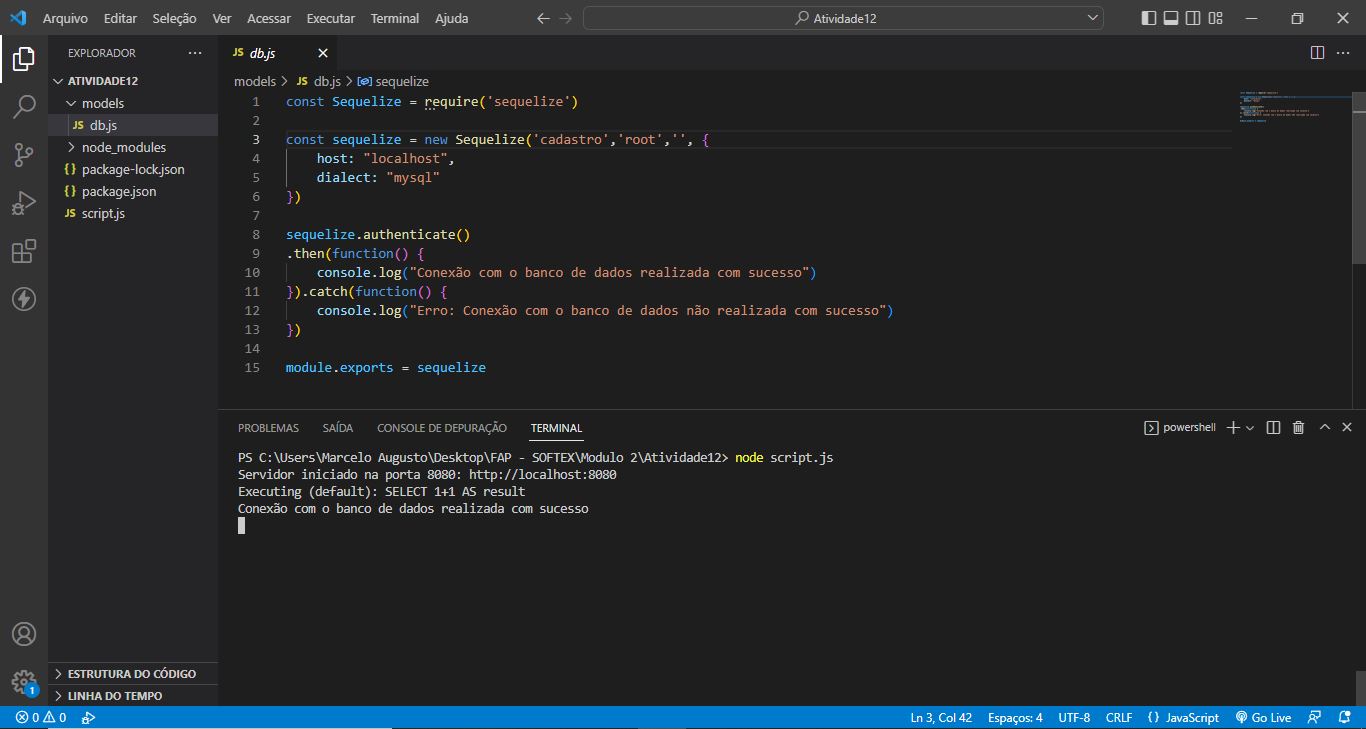 Arquivo Editar Seleção Ver Acessar Executar Terminal Ajuda
Atividade12
EXPLORADOR
ATIVIDADE12
models
JS db.js
node_modules
{} package-lock.json
{} package.json
JS script.js
ESTRUTURA DO CÓDIGO
LINHA DO TEMPO
1
JS db.js
models > JS db.js > sequelize
1 const Sequelize = require('sequelize')
2
3 const sequelize = new Sequelize('cadastro','root','', {
4 host: "localhost",
5 dialect: "mysql"
6 })
7
8 sequelize.authenticate()
9 .then(function() {
10 console.log("Conexão com o banco de dados realizada com sucesso")
11 }).catch(function() {
12 console.log("Erro: Conexão com o banco de dados não realizada com sucesso")
13 })
14
15 module.exports = sequelize
PROBLEMAS SAÍDA CONSOLE DE DEPURAÇÃO TERMINAL
powershell
PS C:\Users\Marcelo Augusto\Desktop\FAP - SOFTEX\Modulo 2\Atividade12> node script.js
Servidor iniciado na porta 8080: http://localhost:8080
Executing (default): SELECT 1+1 AS result
Conexão com o banco de dados realizada com sucesso
0 0
Ln 3, Col 42 Espaços: 4 UTF-8 CRLF {} JavaScript Go Live